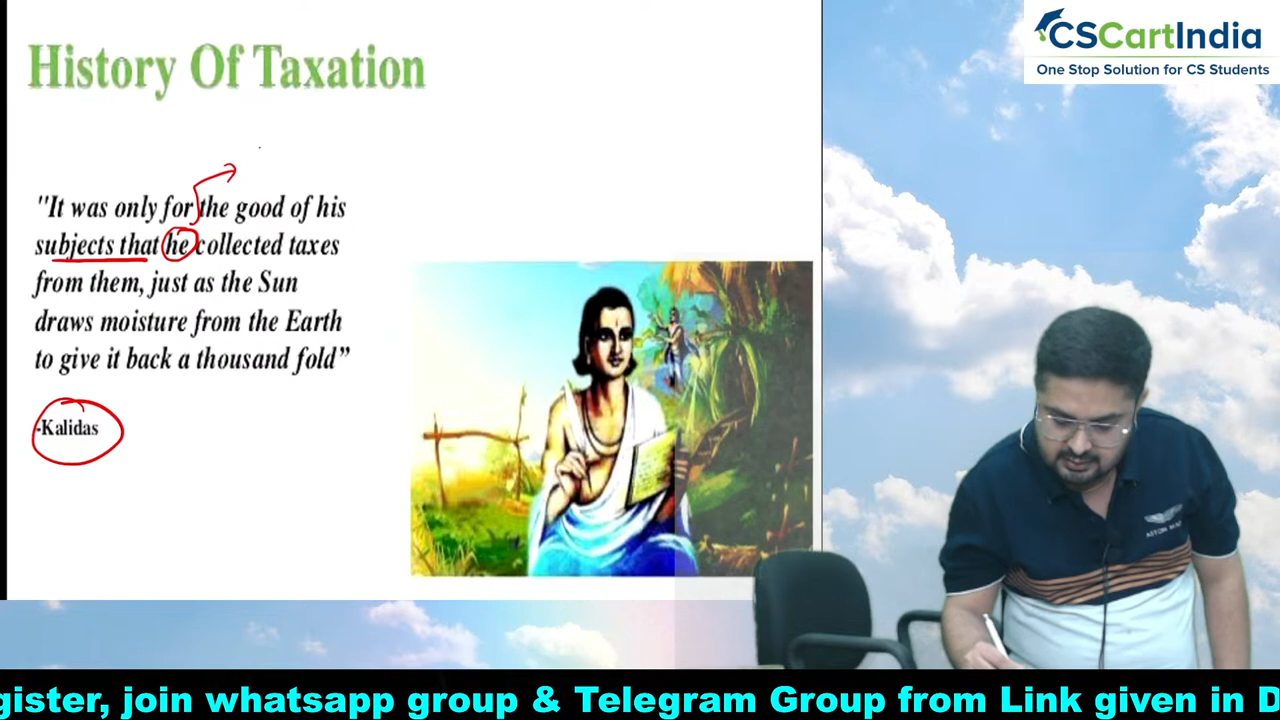 CSCartIndia
One Stop Solution for CS Students
History Of Taxation
"It was only for the good of his
subjects that he collected taxes
from them, just as the Sun
draws moisture from the Earth
to give it back a thousand fold”
-Kalidas
gister, join whatsapp group & Telegram Group from Link given in D